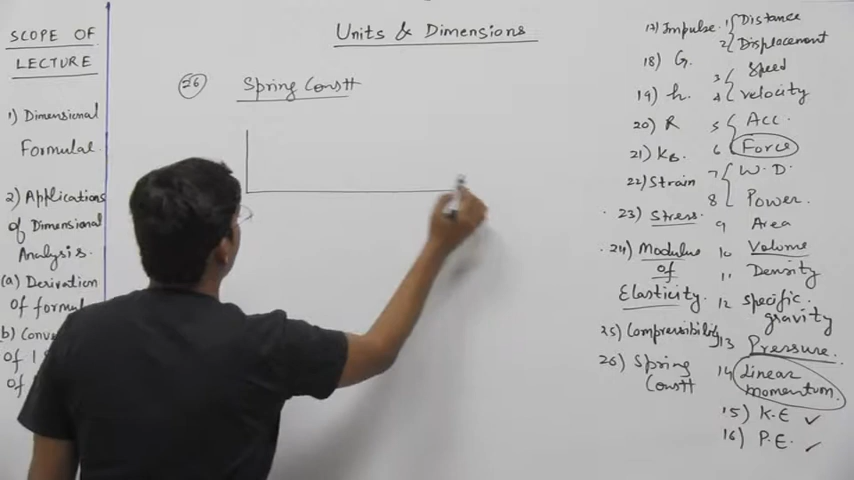 SCOPE OF
LECTURE
1) Dimensional
Formulae.
2) Applications
of Dimensional
Analysis.
(a) Derivation
of formul
(b) Conv
of 1 S
of
Units & Dimensions
26 Spring Constt
17) Impulse.
18) G.
19) h.
20) R
21) KB.
22) Strain
23) Stress.
24) Modulus
of
Elasticity.
25) Compressibility
26) Spring
Constt
1 Distance
2 Displacement
3 Speed
4 velocity
5 Acc.
6 Force
7 W.D.
8 Power.
9 Area
10 Volume
11 Density
12 specific
gravity
13 Pressure.
14 Linear
momentum.
15) K.E ✓
16) P.E. ✓